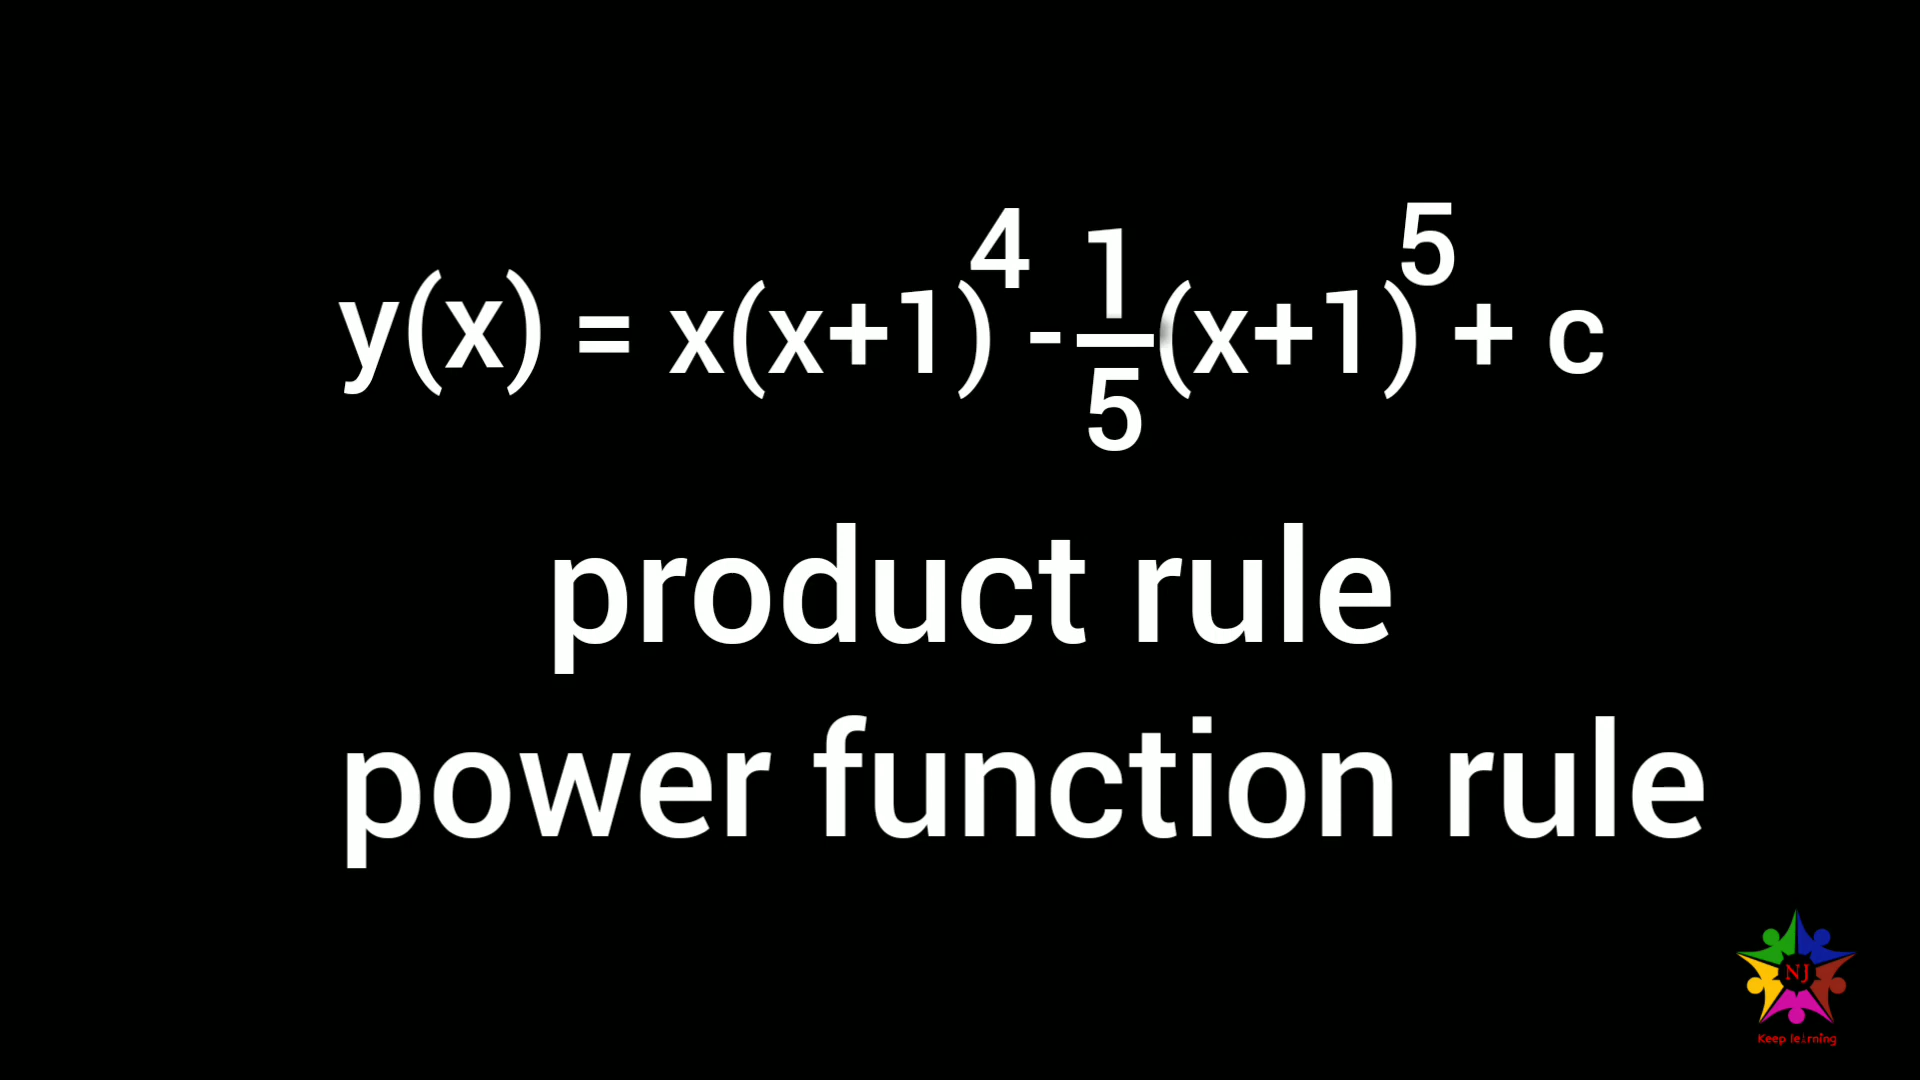 y(x) = x(x+1)⁴ - 1/5 (x+1)⁵ + c
product rule
power function rule
NJ
Keep le1rning